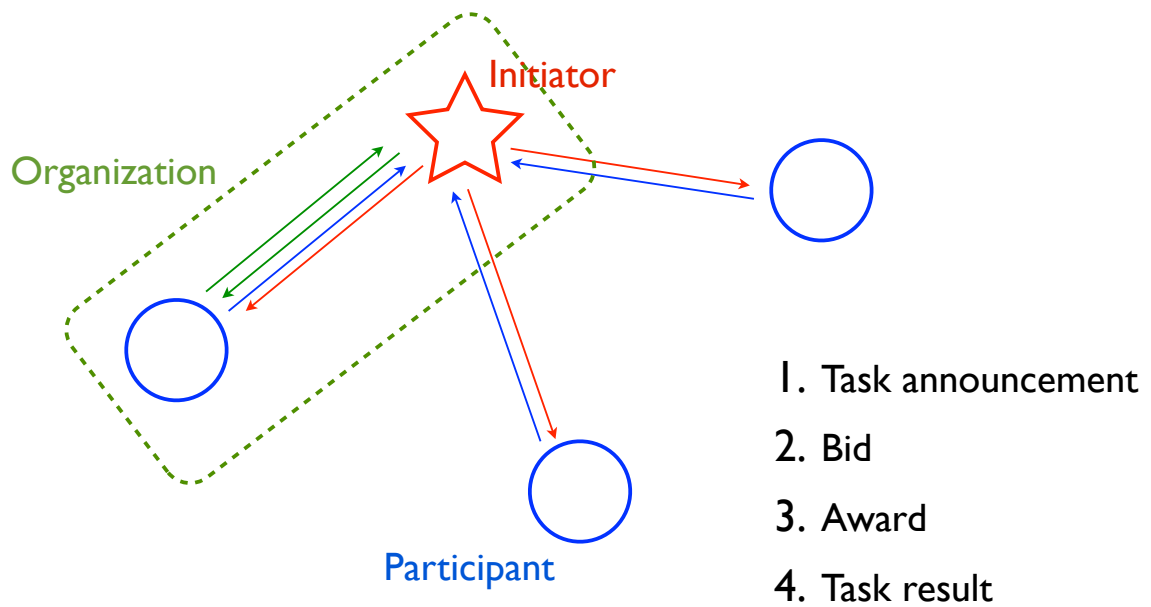 Initiator
Organization
1. Task announcement
2. Bid
3. Award
Participant
4. Task result